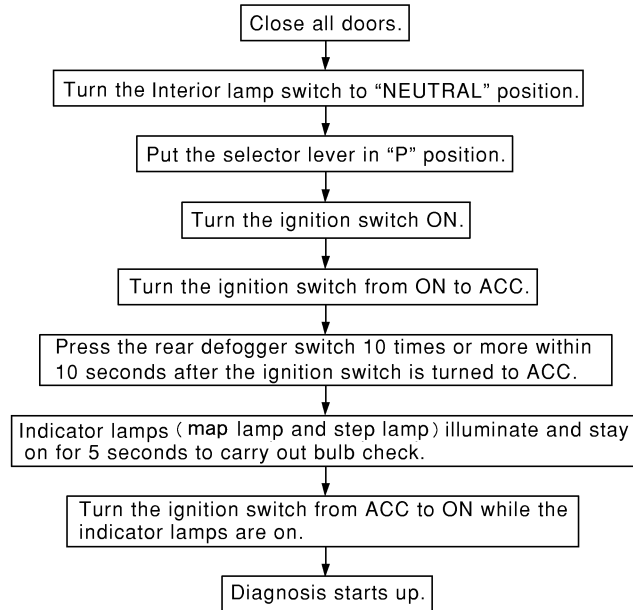 Close all doors.
Turn the Interior lamp switch to “NEUTRAL” position.
Put the selector lever in “P” position.
Turn the ignition switch ON.
Turn the ignition switch from ON to ACC.
Press the rear defogger switch 10 times or more within
10 seconds after the ignition switch is turned to ACC.
Indicator lamps (map lamp and step lamp) illuminate and stay
on for 5 seconds to carry out bulb check.
Turn the ignition switch from ACC to ON while the
indicator lamps are on.
Diagnosis starts up.